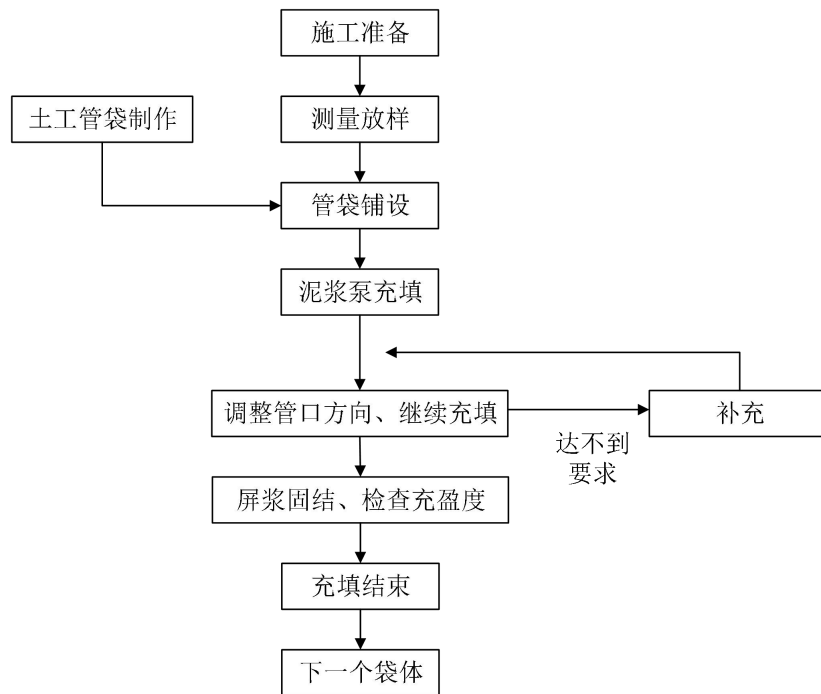 施工准备
土工管袋制作
测量放样
管袋铺设
泥浆泵充填
调整管口方向、继续充填
补充
达不到
要求
屏浆固结、检查充盈度
充填结束
下一个袋体